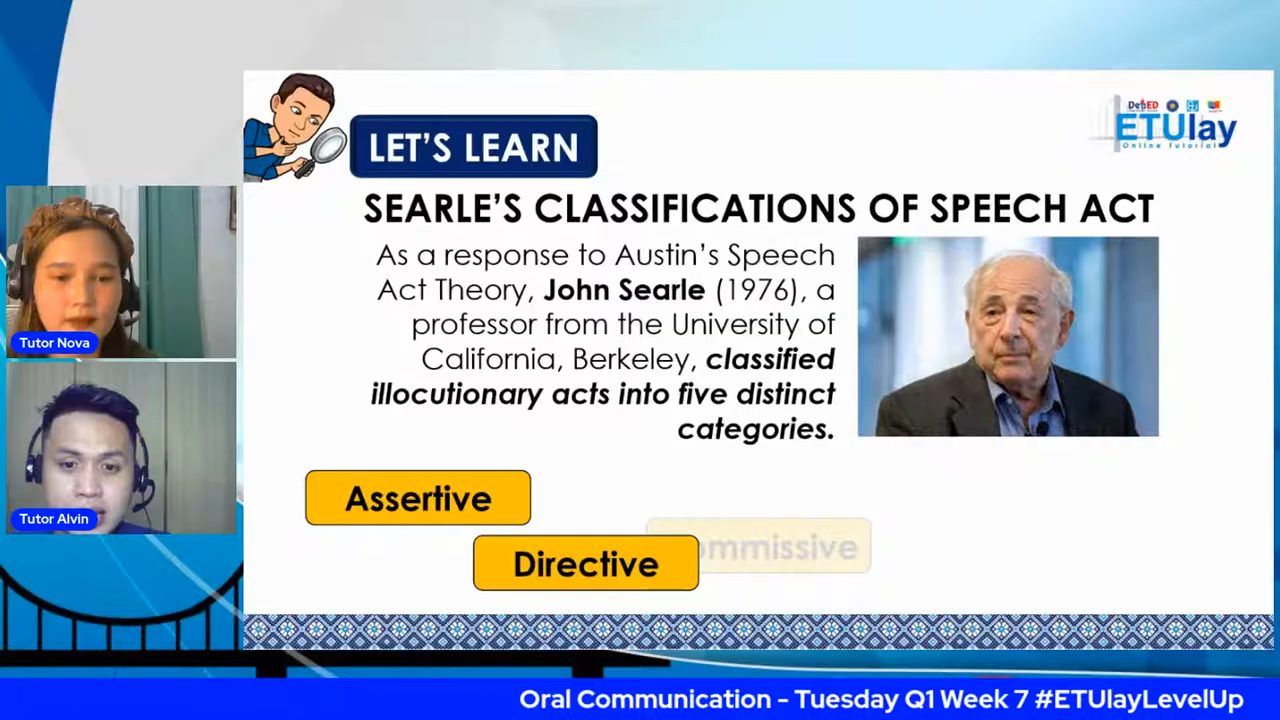 LET'S LEARN
DepED
ETUlay
Online Tutorial
SEARLE'S CLASSIFICATIONS OF SPEECH ACT
As a response to Austin's Speech
Act Theory, John Searle (1976), a
professor from the University of
California, Berkeley, classified
illocutionary acts into five distinct
categories.
Tutor Nova
Tutor Alvin
Assertive
ommissive
Directive
Oral Communication - Tuesday Q1 Week 7 #ETUlayLevelUp